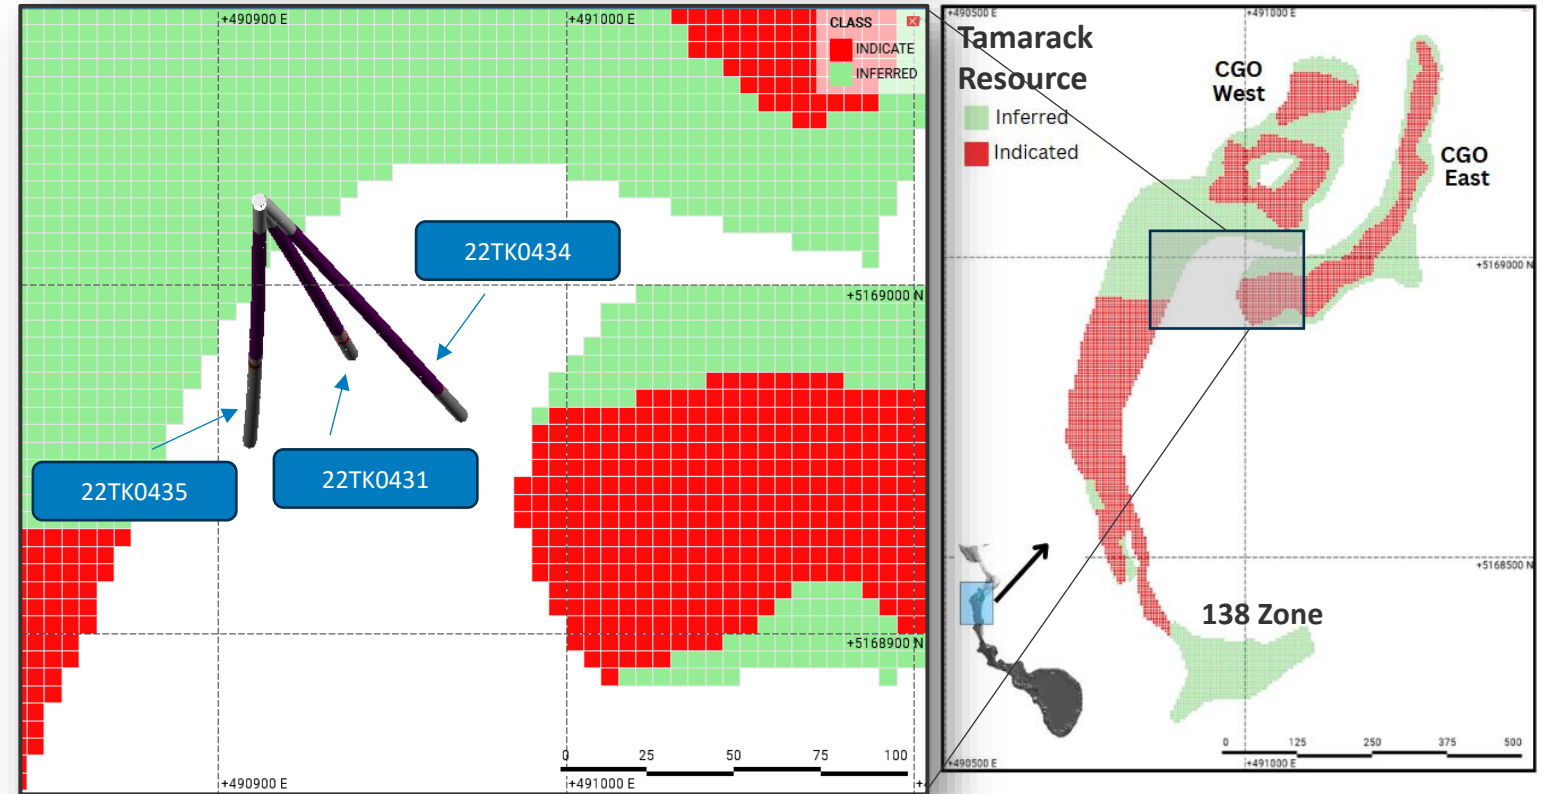 +490900 E
+491000 E
CLASS
INDICATE
INFERRED
22TK0434
+5169000 N
22TK0435
22TK0431
+5168900 N
0 25 50 75 100
+490900 E
+491000 E
+490500 E
+491000 E
Tamarack
Resource
Inferred
Indicated
CGO
West
CGO
East
+5169000 N
+5168500 N
138 Zone
0 125 250 375 500
+490500 E
+491000 E